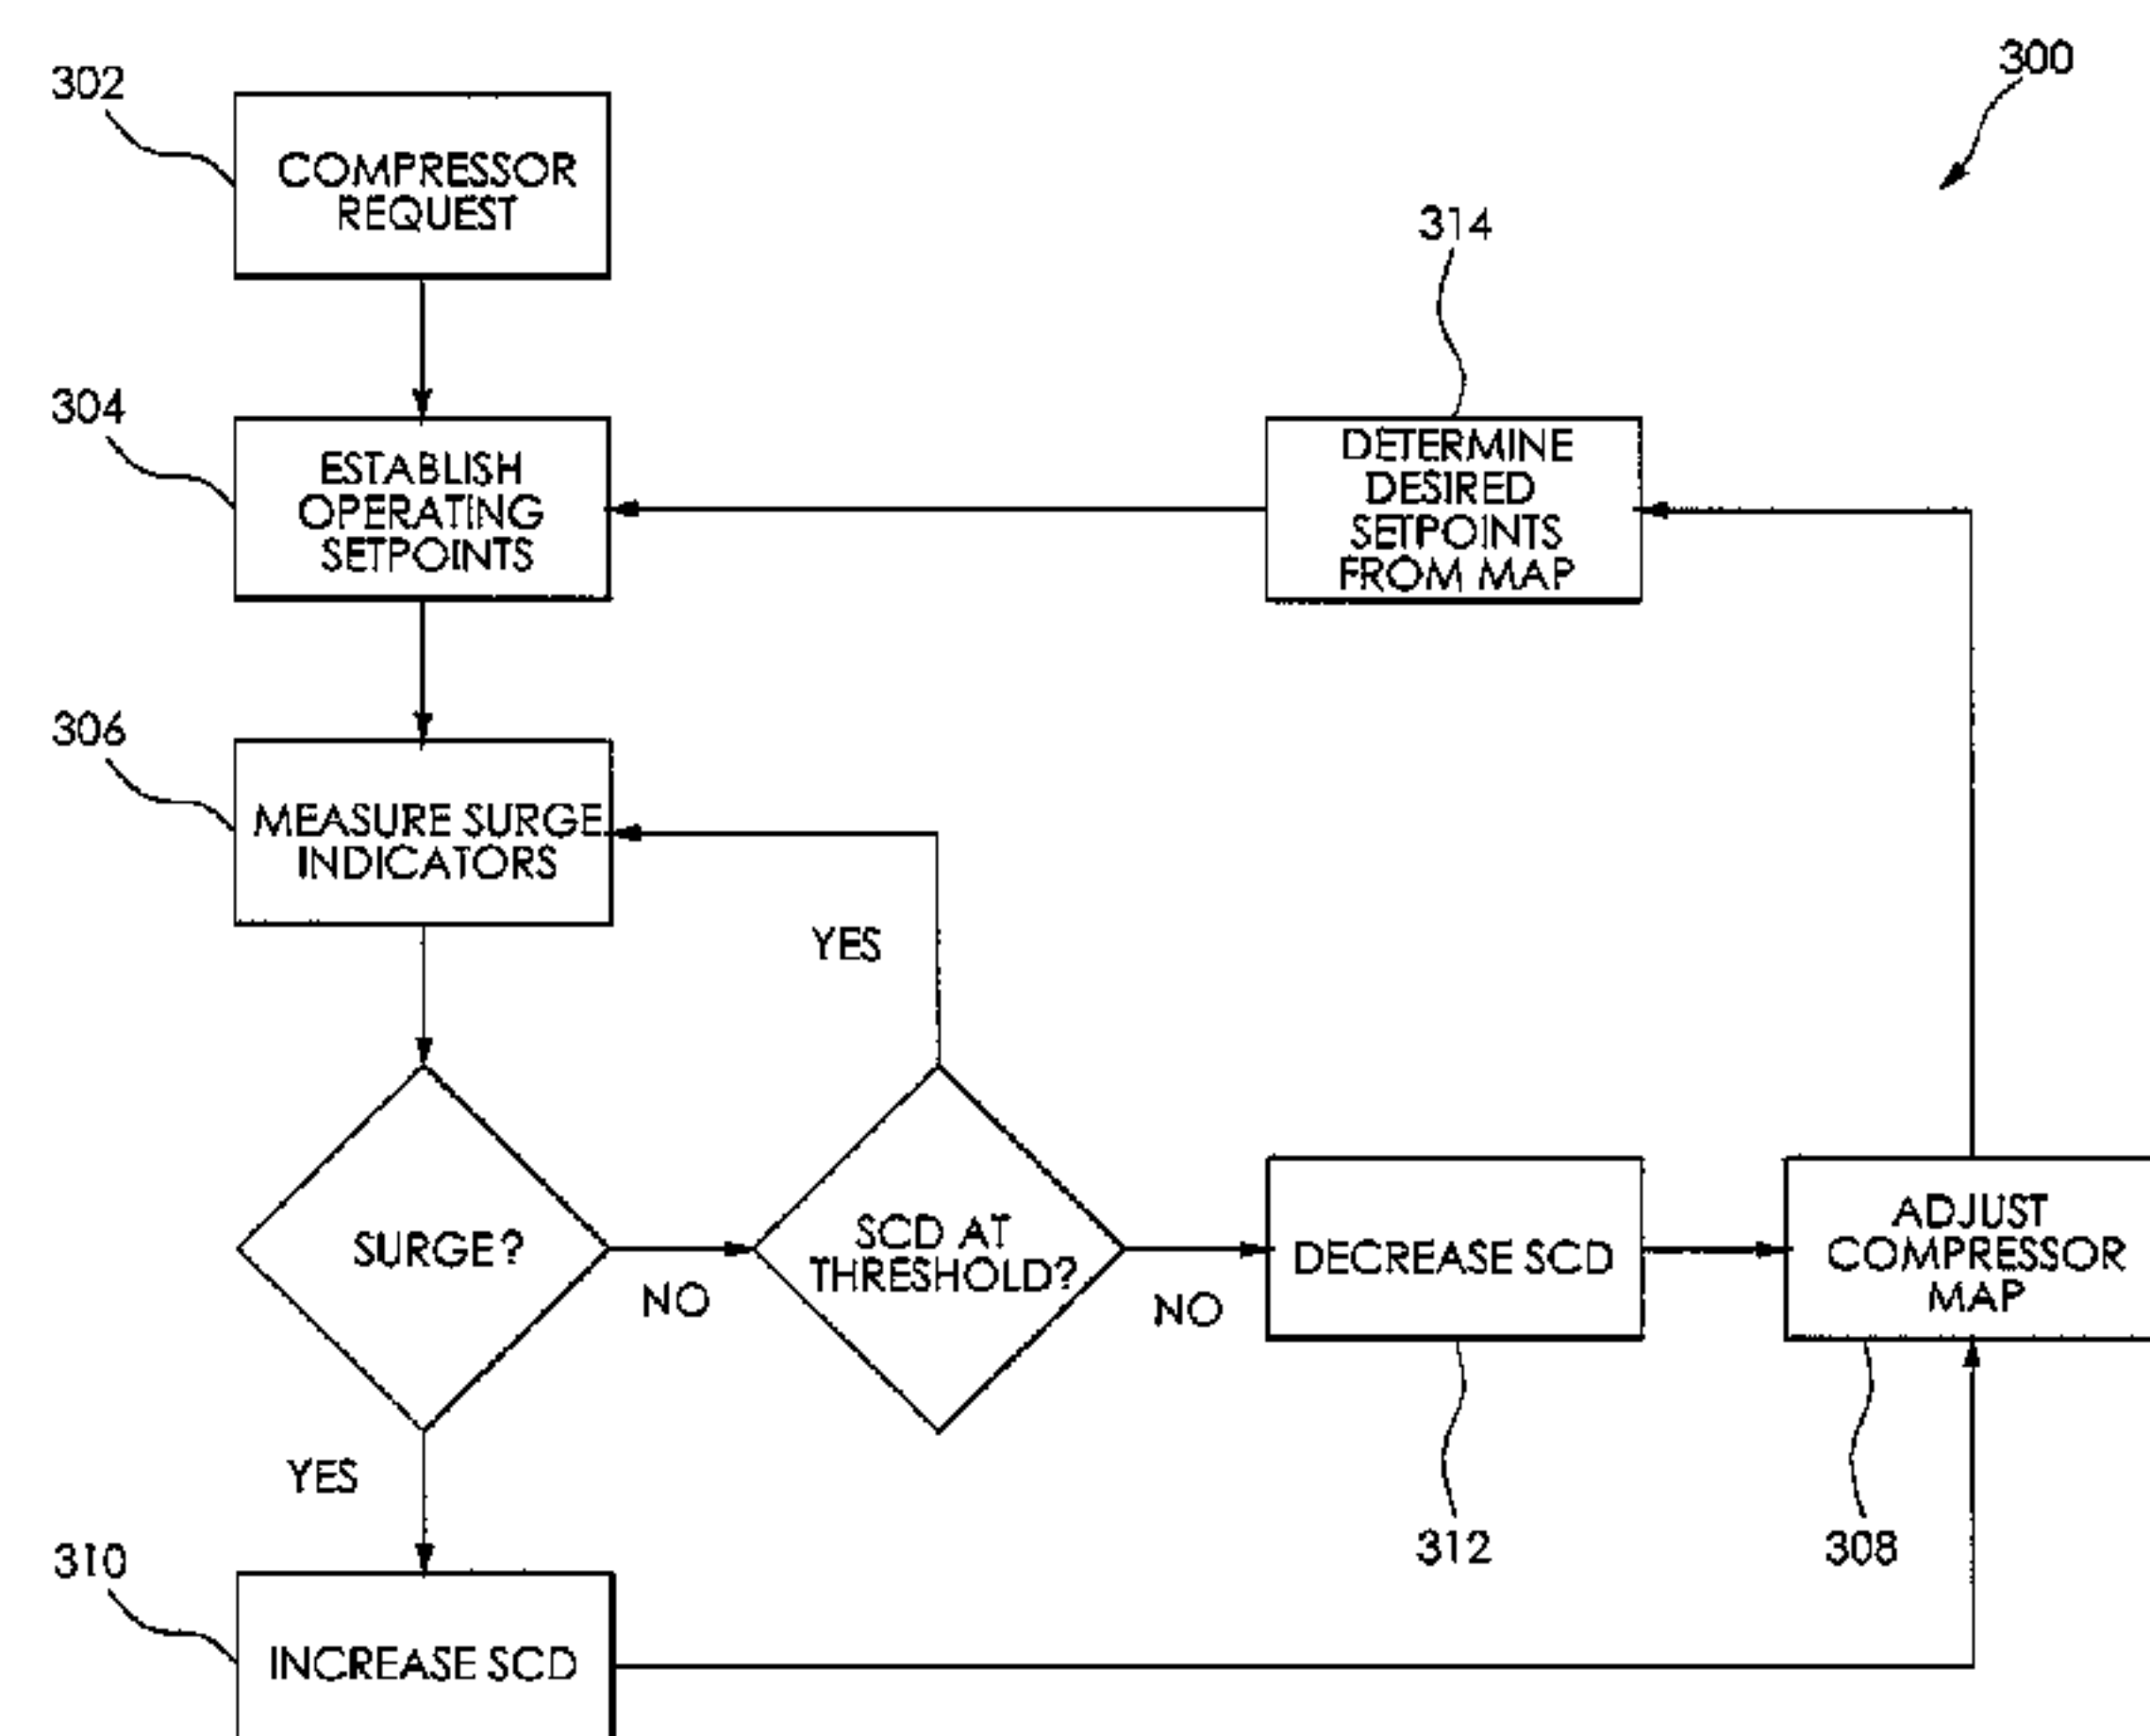 302
300
COMPRESSOR
REQUEST
314
304
ESTABLISH
OPERATING
SETPOINTS
DETERMINE
DESIRED
SETPOINTS
FROM MAP
306
MEASURE SURGE
INDICATORS
YES
SURGE?
NO
SCD AT
THRESHOLD?
NO
DECREASE SCD
ADJUST
COMPRESSOR
MAP
YES
312
308
310
INCREASE SCD